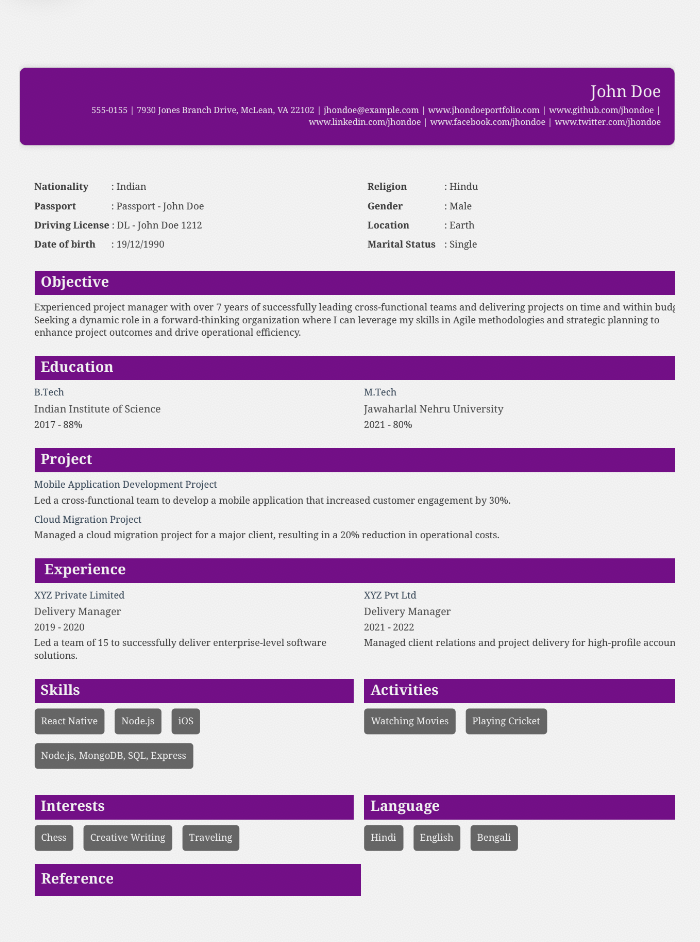 John Doe
555-0155 | 7930 Jones Branch Drive, McLean, VA 22102 | jhondoe@example.com | www.jhondoeportfolio.com | www.github.com/jhondoe |
www.linkedin.com/jhondoe | www.facebook.com/jhondoe | www.twitter.com/jhondoe
Nationality : Indian
Religion : Hindu
Passport : Passport - John Doe
Gender : Male
Driving License : DL - John Doe 1212
Location : Earth
Date of birth : 19/12/1990
Marital Status : Single
Objective
Experienced project manager with over 7 years of successfully leading cross-functional teams and delivering projects on time and within
Seeking a dynamic role in a forward-thinking organization where I can leverage my skills in Agile methodologies and strategic planning to
enhance project outcomes and drive operational efficiency.
Education
B.Tech
Indian Institute of Science
2017 - 88%
M.Tech
Jawaharlal Nehru University
2021 - 80%
Project
Mobile Application Development Project
Led a cross-functional team to develop a mobile application that increased customer engagement by 30%.
Cloud Migration Project
Managed a cloud migration project for a major client, resulting in a 20% reduction in operational costs.
Experience
XYZ Private Limited
Delivery Manager
2019 - 2020
Led a team of 15 to successfully deliver enterprise-level software
solutions.
XYZ Pvt Ltd
Delivery Manager
2021 - 2022
Managed client relations and project delivery for high-profile accoun
Skills
React Native Node.js iOS
Node.js, MongoDB, SQL, Express
Activities
Watching Movies Playing Cricket
Interests
Chess Creative Writing Traveling
Language
Hindi English Bengali
Reference